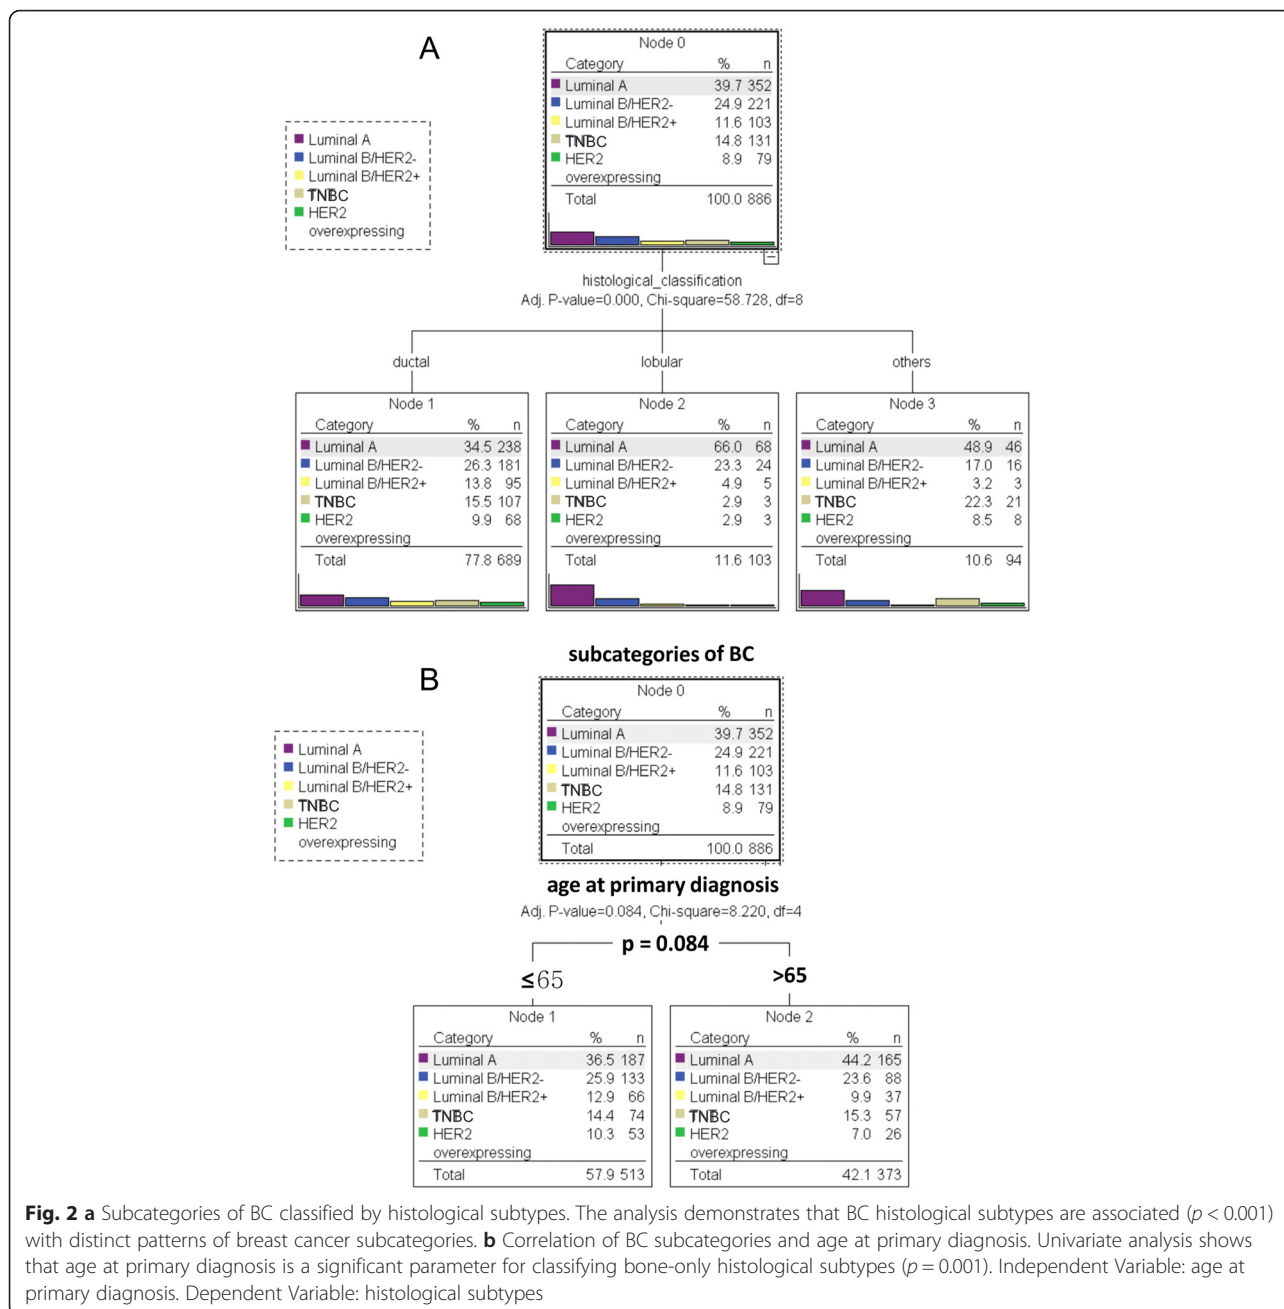 A
Node 0
Category % n
Luminal A 39.7 352
Luminal B/HER2- 24.9 221
Luminal B/HER2+ 11.6 103
TNBC 14.8 131
HER2 8.9 79
overexpressing
Total 100.0 886
Luminal A
Luminal B/HER2-
Luminal B/HER2+
TNBC
HER2
overexpressing
histological_classification
Adj. P-value=0.000, Chi-square=58.728, df=8
ductal lobular others
Node 1
Category % n
Luminal A 34.5 238
Luminal B/HER2- 26.3 181
Luminal B/HER2+ 13.8 95
TNBC 15.5 107
HER2 9.9 68
overexpressing
Total 77.8 689
Node 2
Category % n
Luminal A 66.0 68
Luminal B/HER2- 23.3 24
Luminal B/HER2+ 4.9 5
TNBC 2.9 3
HER2 2.9 3
overexpressing
Total 11.6 103
Node 3
Category % n
Luminal A 48.9 46
Luminal B/HER2- 17.0 16
Luminal B/HER2+ 3.2 3
TNBC 22.3 21
HER2 8.5 8
overexpressing
Total 10.6 94
subcategories of BC
B
Node 0
Category % n
Luminal A 39.7 352
Luminal B/HER2- 24.9 221
Luminal B/HER2+ 11.6 103
TNBC 14.8 131
HER2 8.9 79
overexpressing
Total 100.0 886
Luminal A
Luminal B/HER2-
Luminal B/HER2+
TNBC
HER2
overexpressing
age at primary diagnosis
Adj. P-value=0.084, Chi-square=8.220, df=4
p = 0.084
≤65 >65
Node 1
Category % n
Luminal A 36.5 187
Luminal B/HER2- 25.9 133
Luminal B/HER2+ 12.9 66
TNBC 14.4 74
HER2 10.3 53
overexpressing
Total 57.9 513
Node 2
Category % n
Luminal A 44.2 165
Luminal B/HER2- 23.6 88
Luminal B/HER2+ 9.9 37
TNBC 15.3 57
HER2 7.0 26
overexpressing
Total 42.1 373
Fig. 2 a Subcategories of BC classified by histological subtypes. The analysis demonstrates that BC histological subtypes are associated (p < 0.001)
with distinct patterns of breast cancer subcategories. b Correlation of BC subcategories and age at primary diagnosis. Univariate analysis shows
that age at primary diagnosis is a significant parameter for classifying bone-only histological subtypes (p = 0.001). Independent Variable: age at
primary diagnosis. Dependent Variable: histological subtypes